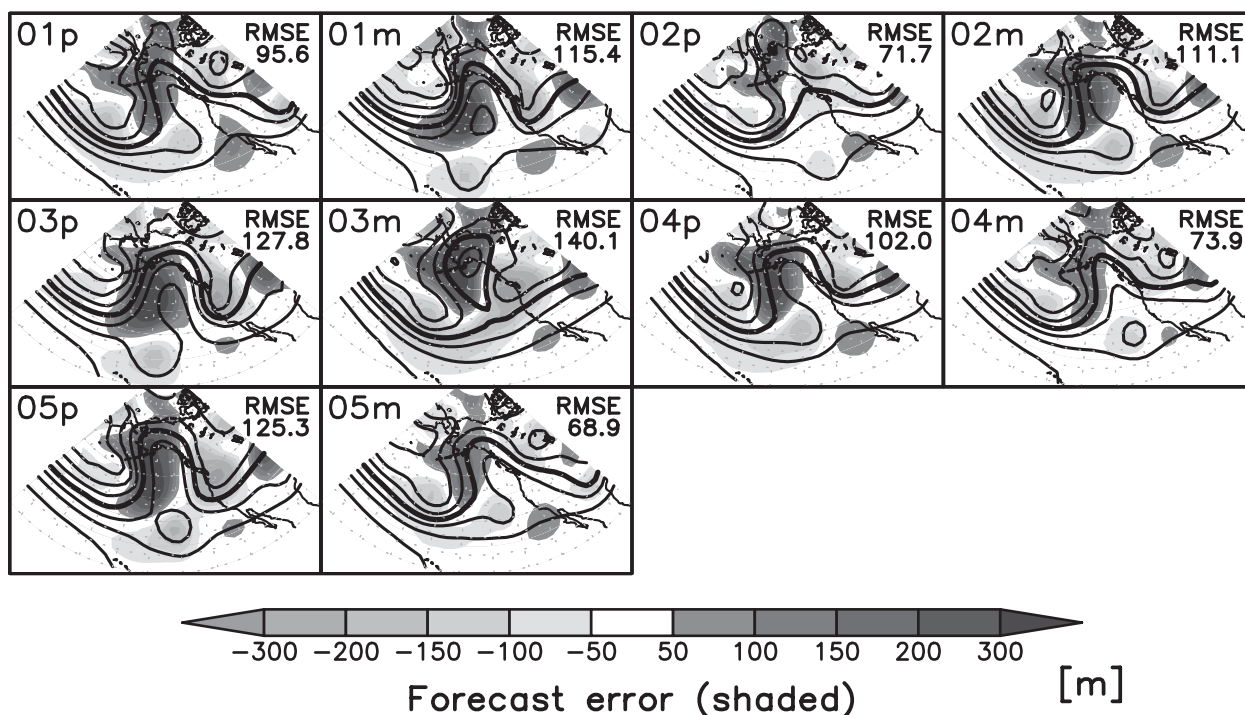 01p RMSE 95.6
01m RMSE 115.4
02p RMSE 71.7
02m RMSE 111.1
03p RMSE 127.8
03m RMSE 140.1
04p RMSE 102.0
04m RMSE 73.9
05p RMSE 125.3
05m RMSE 68.9
-300 -200 -150 -100 -50 50 100 150 200 300
Forecast error (shaded) [m]